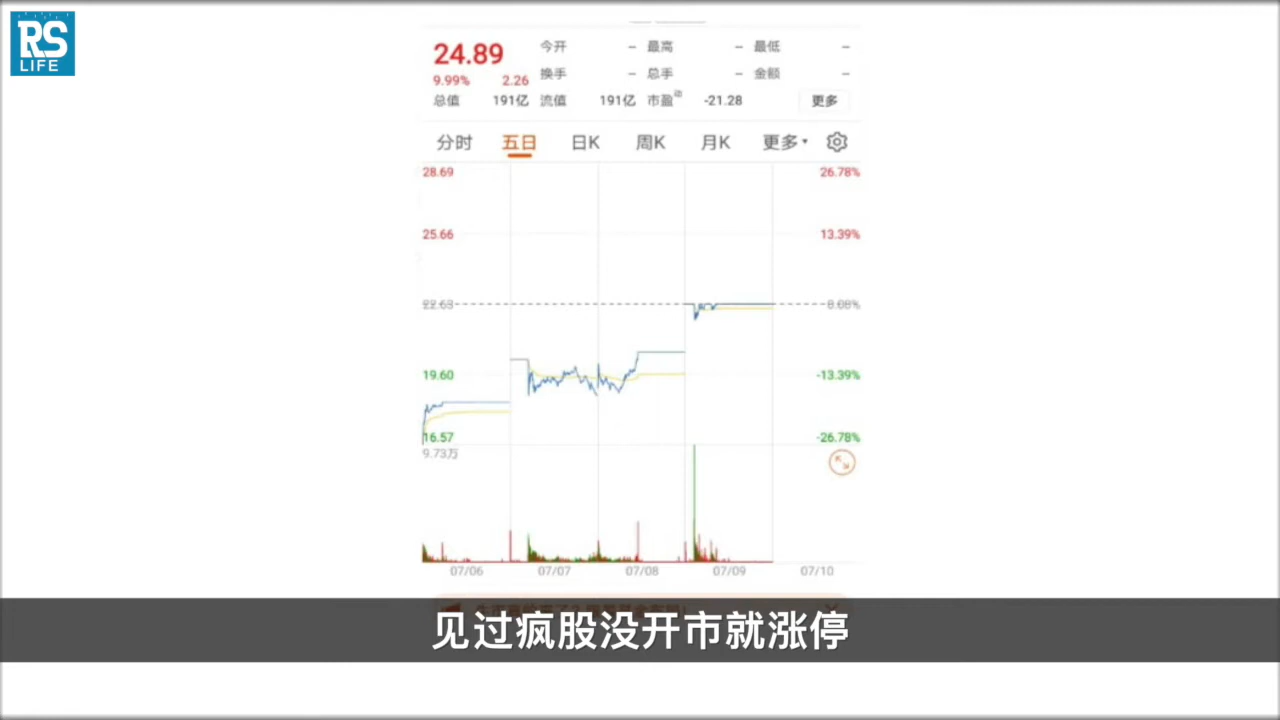 RS
LIFE
24.89 今开 – 最高 – 最低 –
9.99% 2.26 换手 – 总手 – 金额 –
总值 191亿 流值 191亿 市盈动 -21.28 更多
分时 五日 日K 周K 月K 更多
28.69 26.78%
25.66 13.39%
22.63 0.00%
19.60 -13.39%
16.57 -26.78%
9.73万
07/06 07/07 07/08 07/09 07/10
见过疯股没开市就涨停